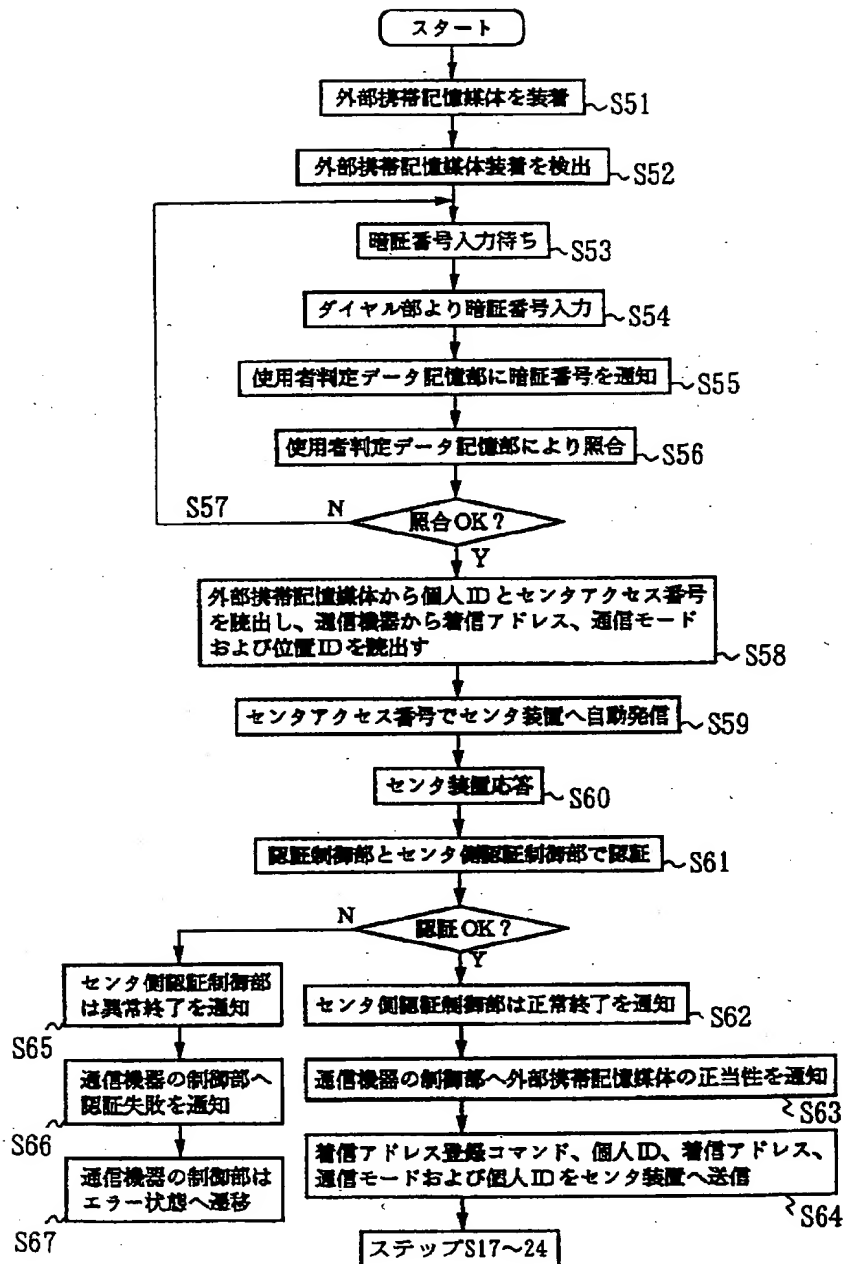 スタート
外部携帯記憶媒体を装着
S51
外部携帯記憶媒体装着を検出
S52
暗証番号入力待ち
S53
ダイヤル部より暗証番号入力
S54
使用者判定データ記憶部に暗証番号を通知
S55
使用者判定データ記憶部により照合
S56
S57
N
照合OK?
Y
外部携帯記憶媒体から個人IDとセンタアクセス番号
を読出し、通信機器から着信アドレス、通信モード
および位置IDを読出す
S58
センタアクセス番号でセンタ装置へ自動発信
S59
センタ装置応答
S60
認証制御部とセンタ側認証制御部で認証
S61
N
認証OK?
Y
センタ側認証制御部
は異常終了を通知
S65
センタ側認証制御部は正常終了を通知
S62
通信機器の制御部へ
認証失敗を通知
S66
通信機器の制御部へ外部携帯記憶媒体の正当性を通知
S63
通信機器の制御部は
エラー状態へ遷移
S67
着信アドレス登録コマンド、個人ID、着信アドレス、
通信モードおよび個人IDをセンタ装置へ送信
S64
ステップS17~24